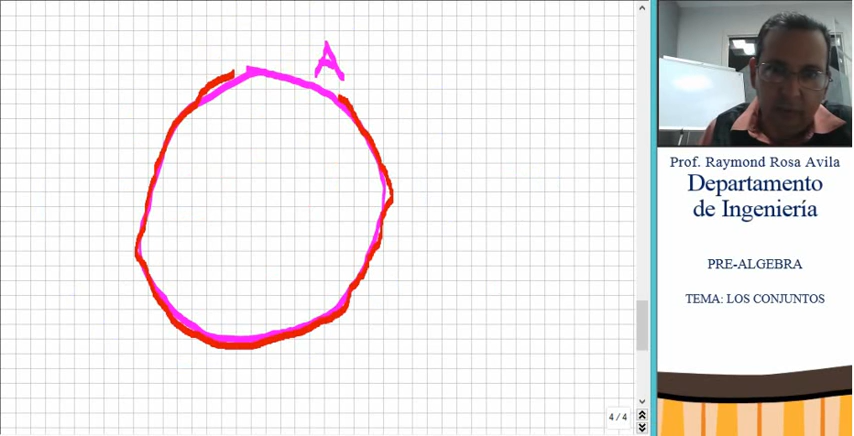 A
Prof. Raymond Rosa Avila
Departamento
de Ingeniería
PRE-ALGEBRA
TEMA: LOS CONJUNTOS
4/4